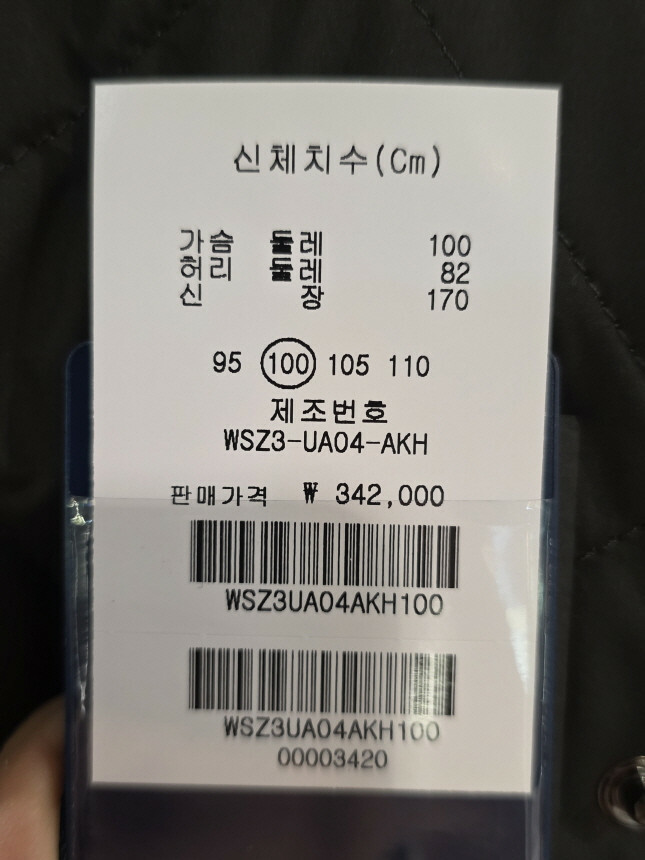 신체치수(Cm)
가슴 둘레 100
허리 둘레 82
신 장 170
95 100 105 110
제조번호
WSZ3-UA04-AKH
판매가격 ₩ 342,000
WSZ3UA04AKH100
WSZ3UA04AKH100
00003420